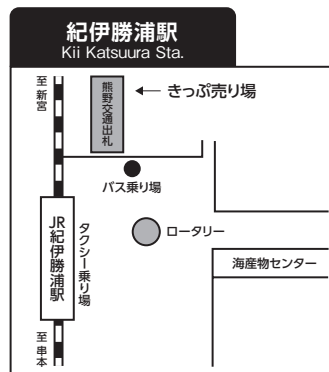 紀伊勝浦駅
Kii Katsuura Sta.
至新宮
熊野交通出札
きっぷ売り場
バス乗り場
JR紀伊勝浦駅
タクシー乗り場
ロータリー
海産物センター
至串本